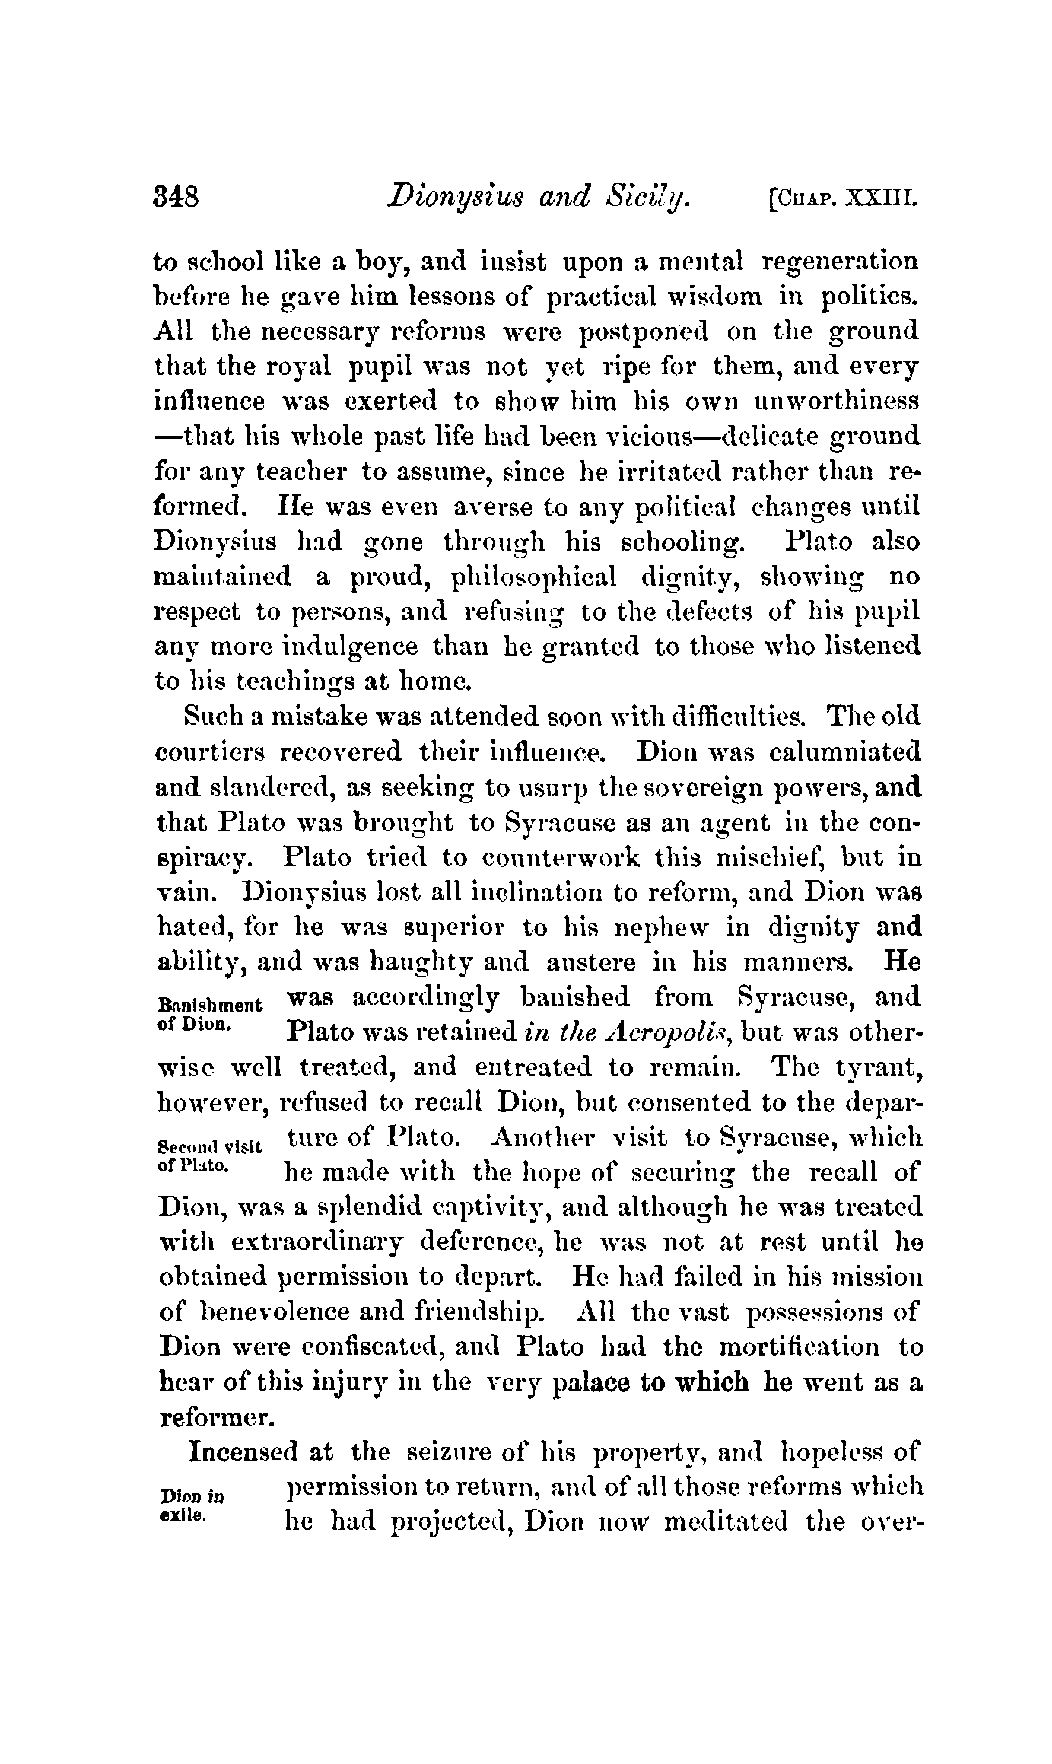 348 Dionysius and Sicily. [CHAP. XXIII.
to school like a boy, and insist upon a mental regeneration
before he gave him lessons of practical wisdom in politics.
All the necessary reforms were postponed on the ground
that the royal pupil was not yet ripe for them, and every
influence was exerted to show him his own unworthiness
—that his whole past life had been vicious—delicate ground
for any teacher to assume, since he irritated rather than re-
formed. He was even averse to any political changes until
Dionysius had gone through his schooling. Plato also
maintained a proud, philosophical dignity, showing no
respect to persons, and refusing to the defects of his pupil
any more indulgence than he granted to those who listened
to his teachings at home.
Such a mistake was attended soon with difficulties. The old
courtiers recovered their influence. Dion was calumniated
and slandered, as seeking to usurp the sovereign powers, and
that Plato was brought to Syracuse as an agent in the con-
spiracy. Plato tried to counterwork this mischief, but in
vain. Dionysius lost all inclination to reform, and Dion was
hated, for he was superior to his nephew in dignity and
ability, and was haughty and austere in his manners. He
Banishment was accordingly banished from Syracuse, and
of Dion. Plato was retained in the Acropolis, but was other-
wise well treated, and entreated to remain. The tyrant,
however, refused to recall Dion, but consented to the depar-
Second visit ture of Plato. Another visit to Syracuse, which
of Plato. he made with the hope of securing the recall of
Dion, was a splendid captivity, and although he was treated
with extraordinary deference, he was not at rest until he
obtained permission to depart. He had failed in his mission
of benevolence and friendship. All the vast possessions of
Dion were confiscated, and Plato had the mortification to
hear of this injury in the very palace to which he went as a
reformer.
Incensed at the seizure of his property, and hopeless of
Dion in permission to return, and of all those reforms which
exile. he had projected, Dion now meditated the over-